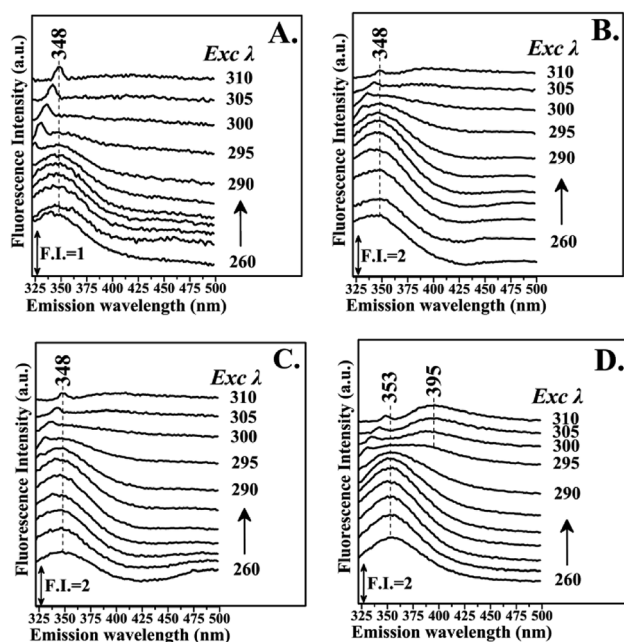 A.
348
Exc λ
310
305
300
295
290
260
F.I.=1
Fluorescence Intensity (a.u.)
325 350 375 400 425 450 475 500
Emission wavelength (nm)
B.
348
Exc λ
310
305
300
295
290
260
F.I.=2
Fluorescence Intensity (a.u.)
325 350 375 400 425 450 475 500
Emission wavelength (nm)
C.
348
Exc λ
310
305
300
295
290
260
F.I.=2
Fluorescence Intensity (a.u.)
325 350 375 400 425 450 475 500
Emission wavelength (nm)
D.
353
395
Exc λ
310
305
300
295
290
260
F.I.=2
Fluorescence Intensity (a.u.)
325 350 375 400 425 450 475 500
Emission wavelength (nm)